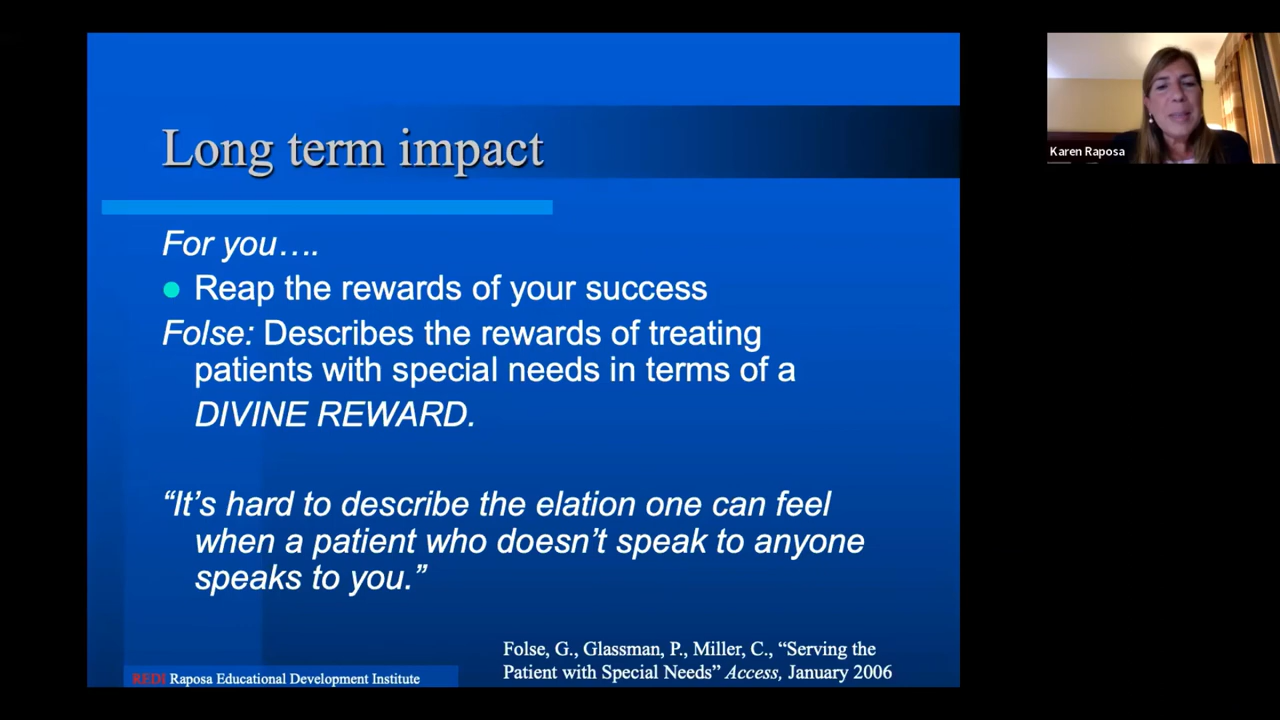 Long term impact
For you….
Reap the rewards of your success
Folse: Describes the rewards of treating
patients with special needs in terms of a
DIVINE REWARD.
“It’s hard to describe the elation one can feel
when a patient who doesn’t speak to anyone
speaks to you.”
Folse, G., Glassman, P., Miller, C., “Serving the
Patient with Special Needs” Access, January 2006
REDI Raposa Educational Development Institute
Karen Raposa